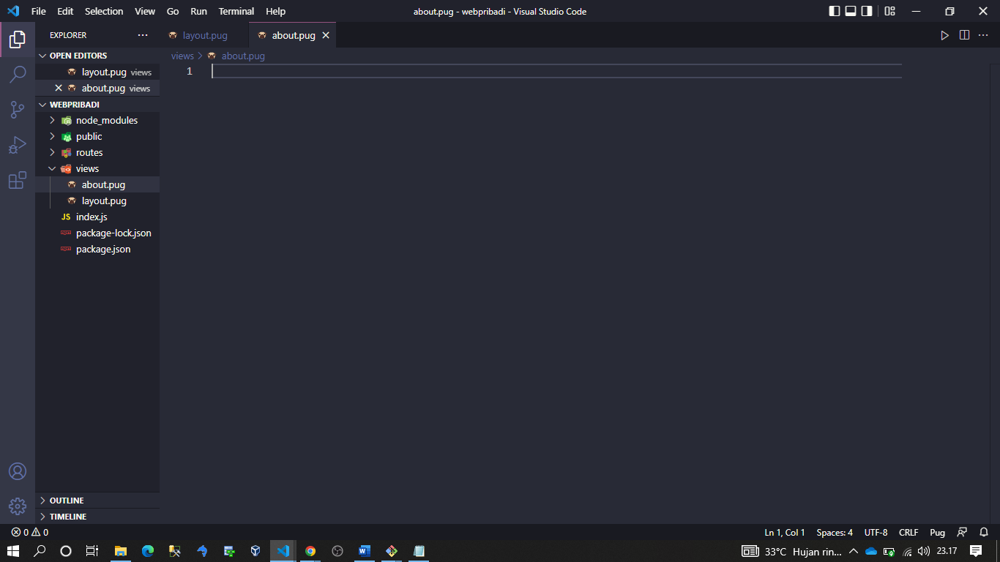 File Edit Selection View Go Run Terminal Help about.pug - webpribadi - Visual Studio Code
EXPLORER
layout.pug about.pug
OPEN EDITORS
layout.pug views
about.pug views
WEBPRIBADI
node_modules
public
routes
views
about.pug
layout.pug
JS index.js
package-lock.json
package.json
OUTLINE
TIMELINE
views > about.pug
1
0 0
Ln 1, Col 1 Spaces: 4 UTF-8 CRLF Pug
33°C Hujan rin... 23.17